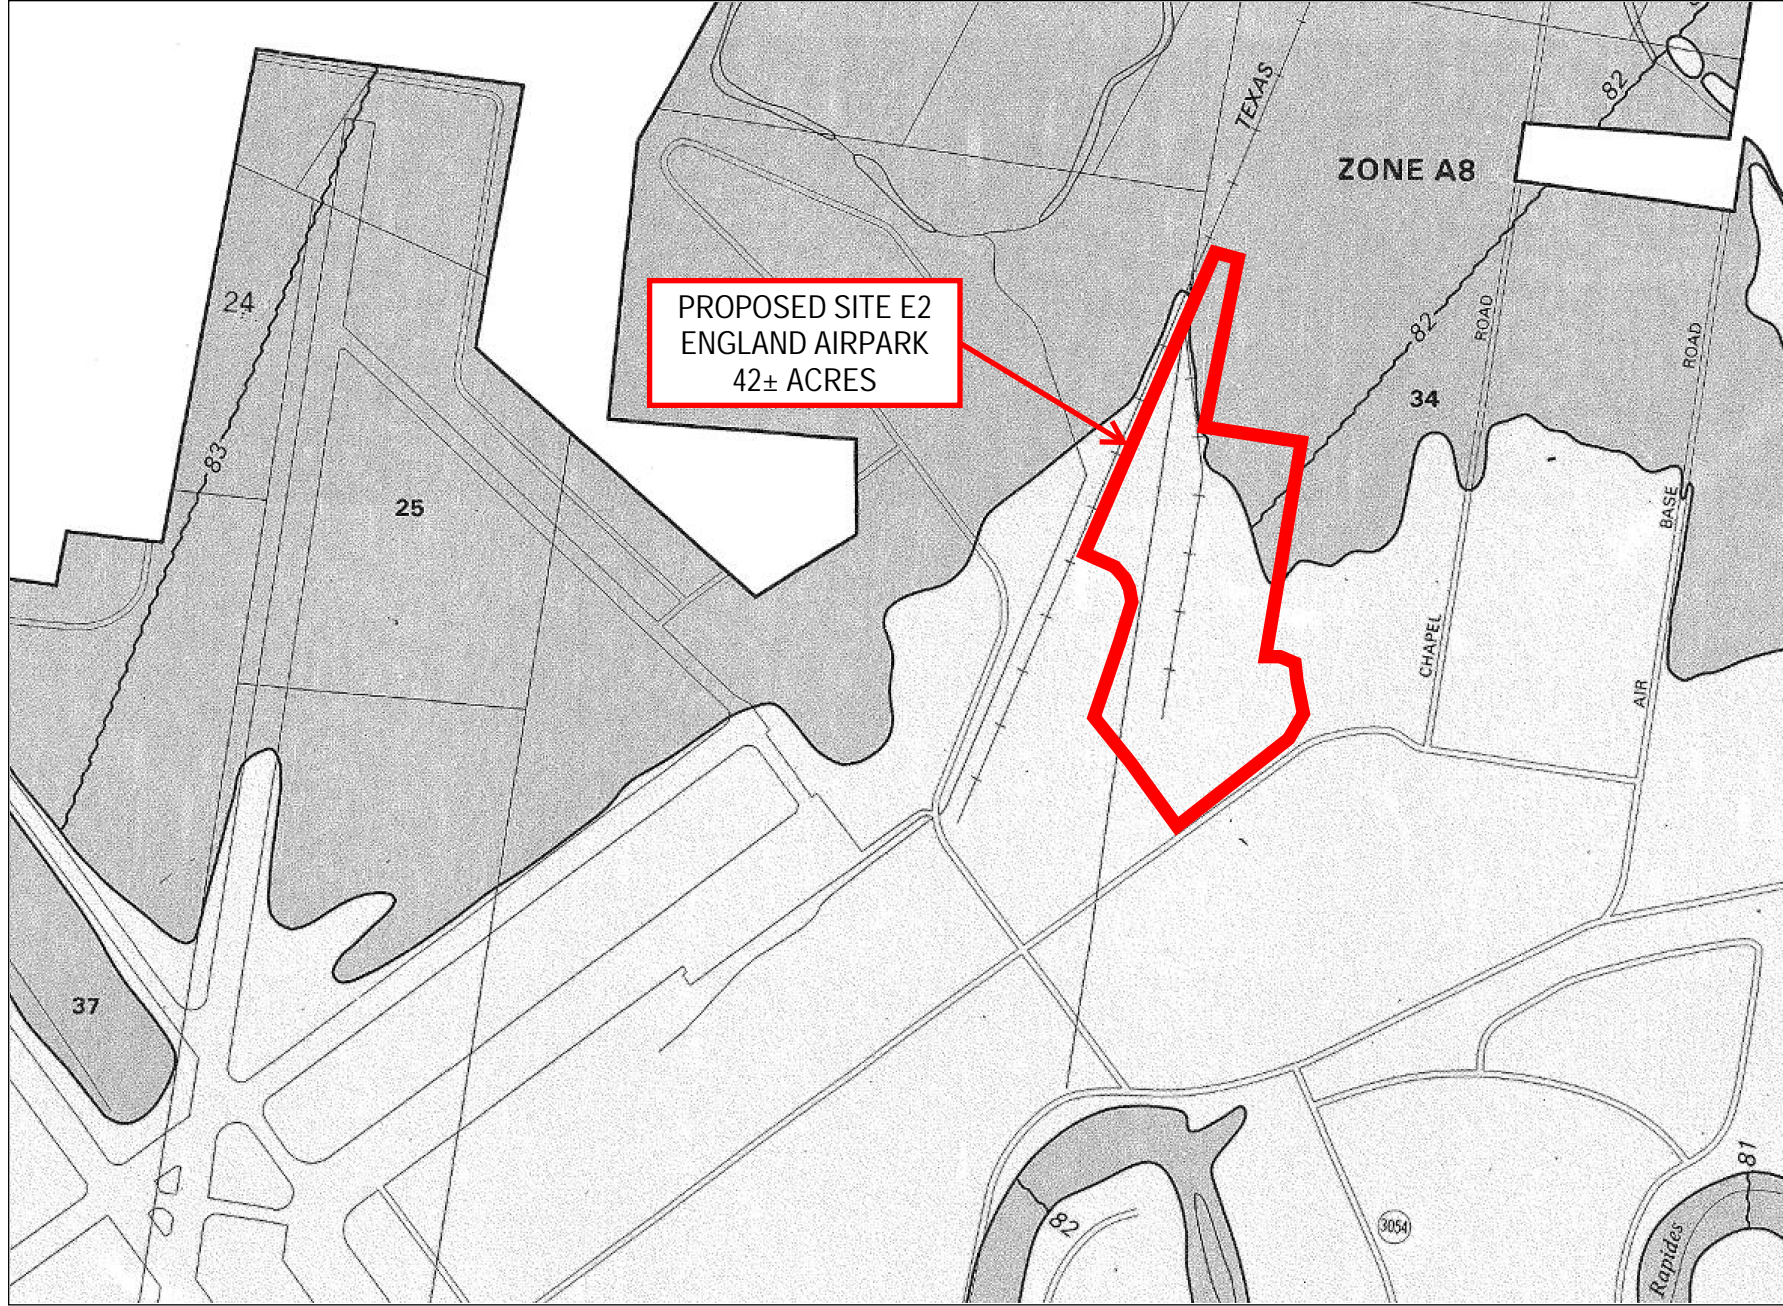 TEXAS
82
ZONE A8
PROPOSED SITE E2
ENGLAND AIRPARK
42± ACRES
24
82
ROAD
ROAD
34
83
25
BASE
CHAPEL
AIR
37
82
3054
81
Rapides